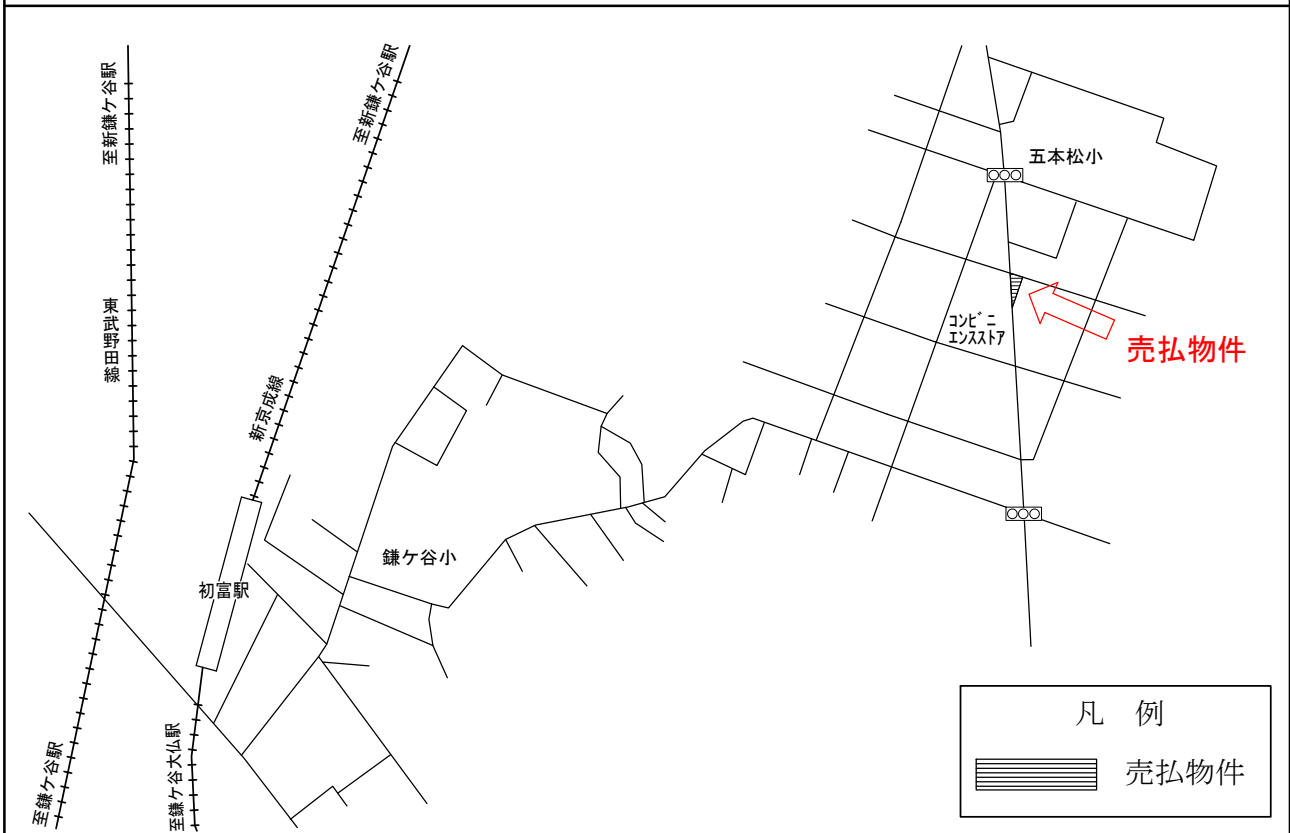 至新鎌ケ谷駅
至新鎌ケ谷駅
五本松小
東武野田線
コンビニ
エンスストア
売払物件
新京成線
鎌ケ谷小
初富駅
至鎌ケ谷駅
至鎌ケ谷大仏駅
凡 例
売払物件